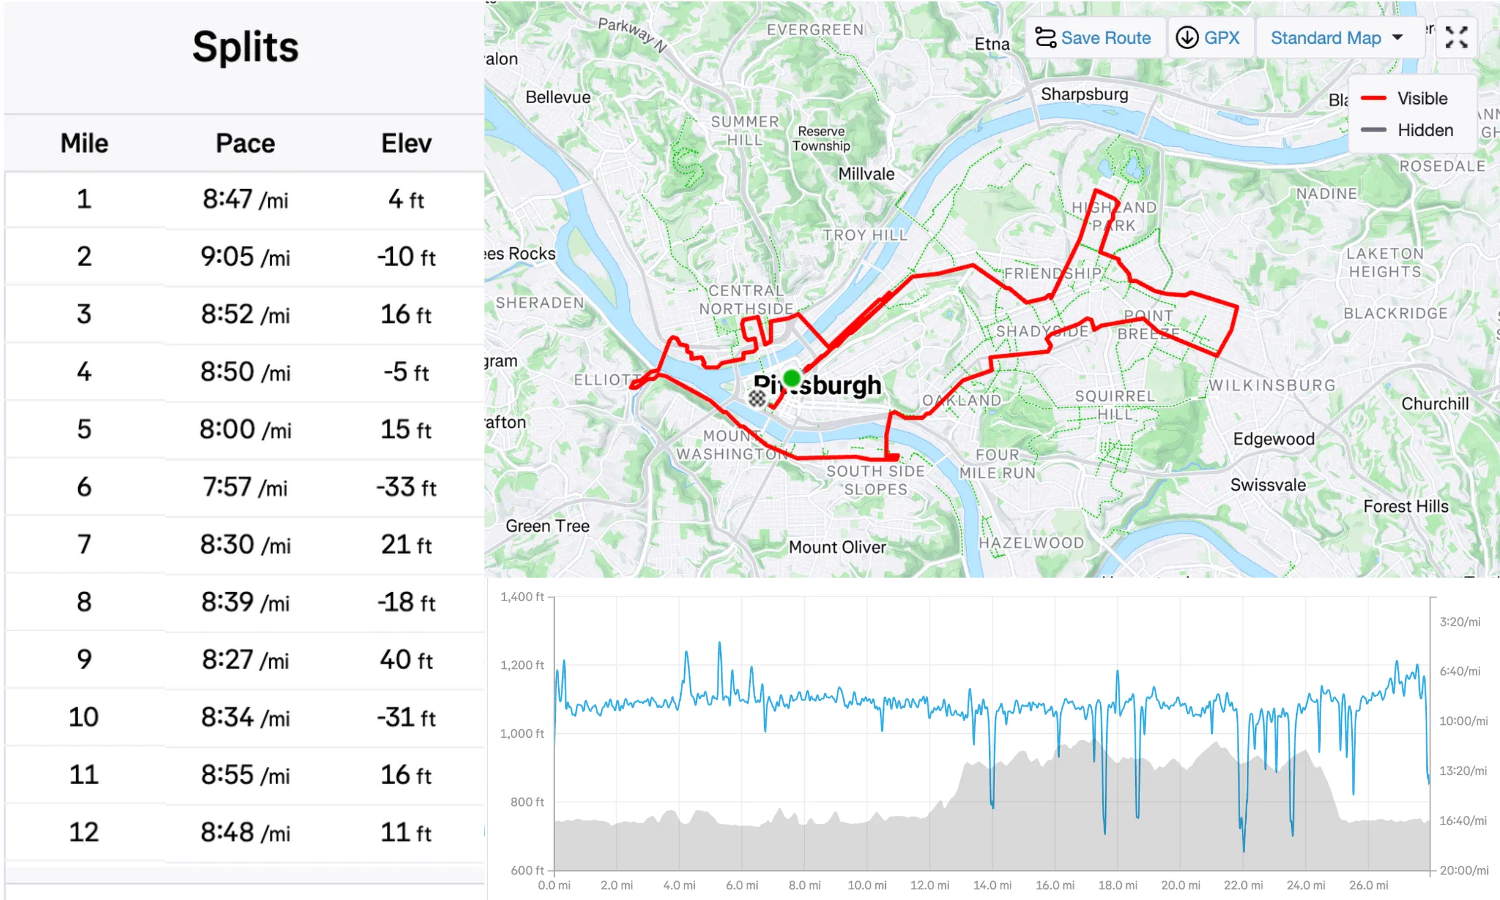 Splits
Mile Pace Elev
1 8:47 /mi 4 ft
2 9:05 /mi -10 ft
3 8:52 /mi 16 ft
4 8:50 /mi -5 ft
5 8:00 /mi 15 ft
6 7:57 /mi -33 ft
7 8:30 /mi 21 ft
8 8:39 /mi -18 ft
9 8:27 /mi 40 ft
10 8:34 /mi -31 ft
11 8:55 /mi 16 ft
12 8:48 /mi 11 ft
Save Route
GPX
Standard Map
Visible
Hidden
Parkway N
EVERGREEN
Etna
alon
Bellevue
Sharpsburg
Bla
SUMMER
HILL
Reserve
Township
Millvale
ROSEDALE
NADINE
HIGHLAND
PARK
TROY HILL
ees Rocks
LAKETON
HEIGHTS
FRIENDSHIP
SHERADEN
CENTRAL
NORTHSIDE
BLACKRIDGE
POINT
BREEZE
SHADYSIDE
gram
ELLIOTT
Pittsburgh
WILKINSBURG
OAKLAND
SQUIRREL
HILL
Churchill
rafton
MOUNT
WASHINGTON
Edgewood
FOUR
MILE RUN
SOUTH SIDE
SLOPES
Swissvale
Forest Hills
Green Tree
Mount Oliver
HAZELWOOD
1,400 ft
1,200 ft
1,000 ft
800 ft
600 ft
3:20/mi
6:40/mi
10:00/mi
13:20/mi
16:40/mi
20:00/mi
0.0 mi 2.0 mi 4.0 mi 6.0 mi 8.0 mi 10.0 mi 12.0 mi 14.0 mi 16.0 mi 18.0 mi 20.0 mi 22.0 mi 24.0 mi 26.0 mi